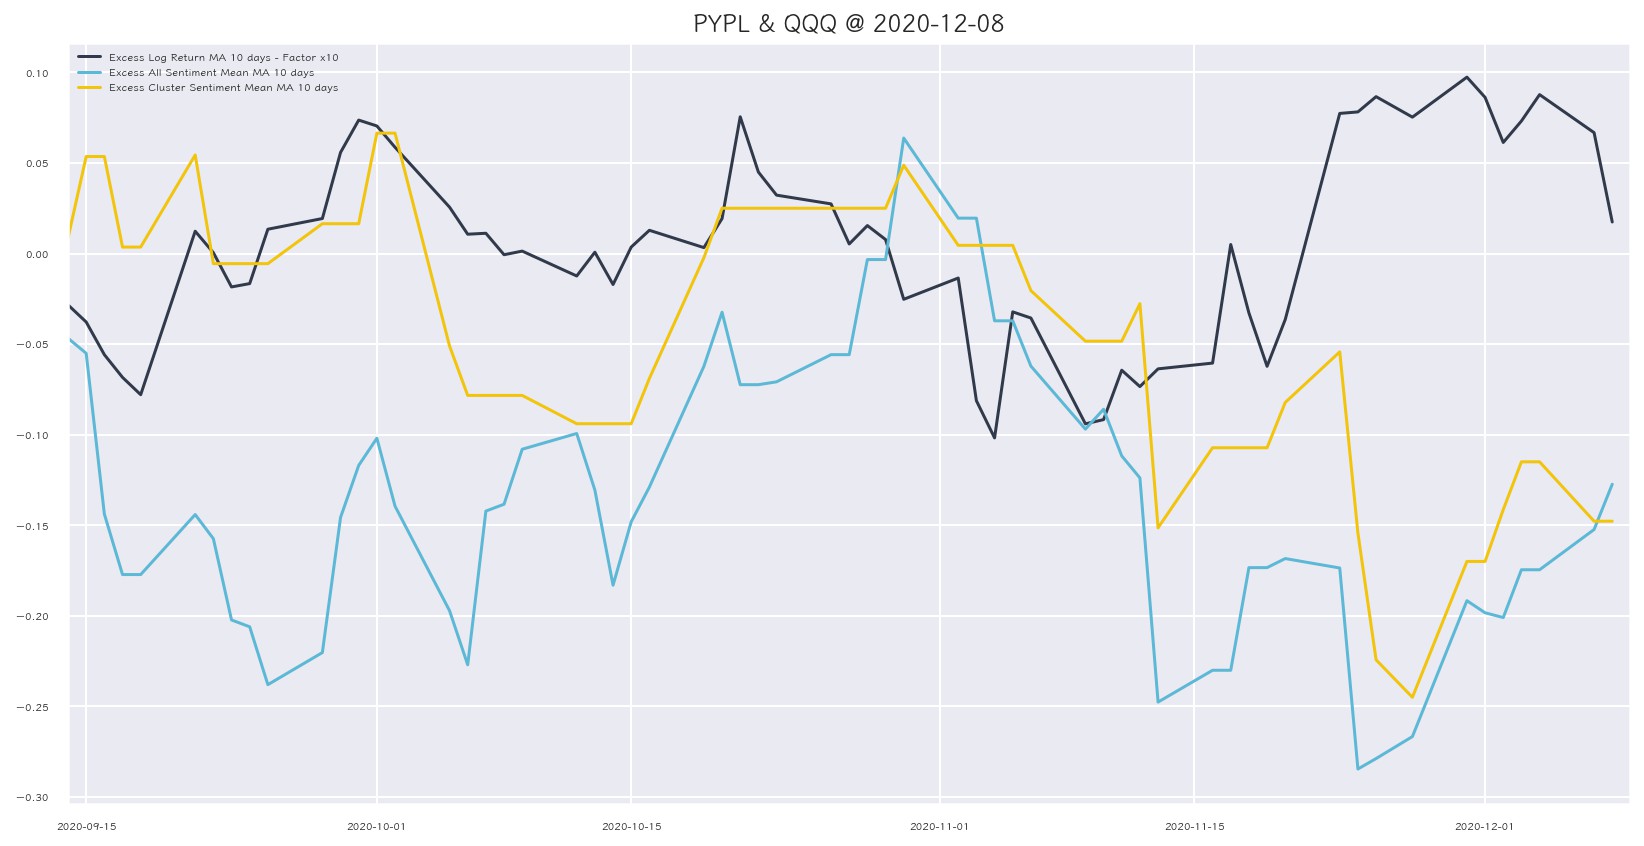 PYPL & QQQ @ 2020-12-08
Excess Log Return MA 10 days - Factor x10
Excess All Sentiment Mean MA 10 days
Excess Cluster Sentiment Mean MA 10 days
0.10
0.05
0.00
−0.05
−0.10
−0.15
−0.20
−0.25
−0.30
2020-09-15 2020-10-01 2020-10-15 2020-11-01 2020-11-15 2020-12-01